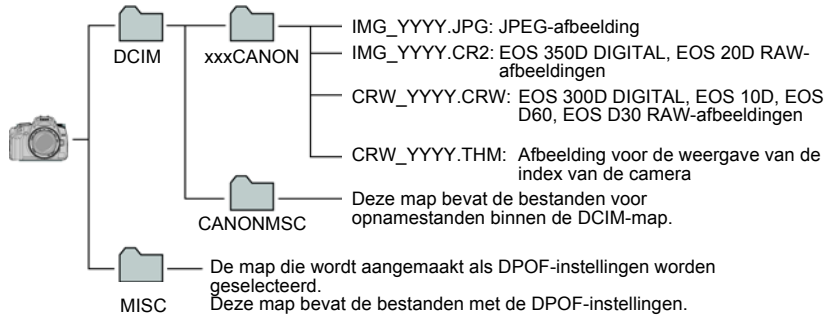 DCIM
xxxCANON
IMG_YYYY.JPG: JPEG-afbeelding
IMG_YYYY.CR2: EOS 350D DIGITAL, EOS 20D RAW-
afbeeldingen
CRW_YYYY.CRW: EOS 300D DIGITAL, EOS 10D, EOS
D60, EOS D30 RAW-afbeeldingen
CRW_YYYY.THM: Afbeelding voor de weergave van de
index van de camera
CANONMSC
Deze map bevat de bestanden voor
opnamestanden binnen de DCIM-map.
MISC
De map die wordt aangemaakt als DPOF-instellingen worden
geselecteerd.
Deze map bevat de bestanden met de DPOF-instellingen.